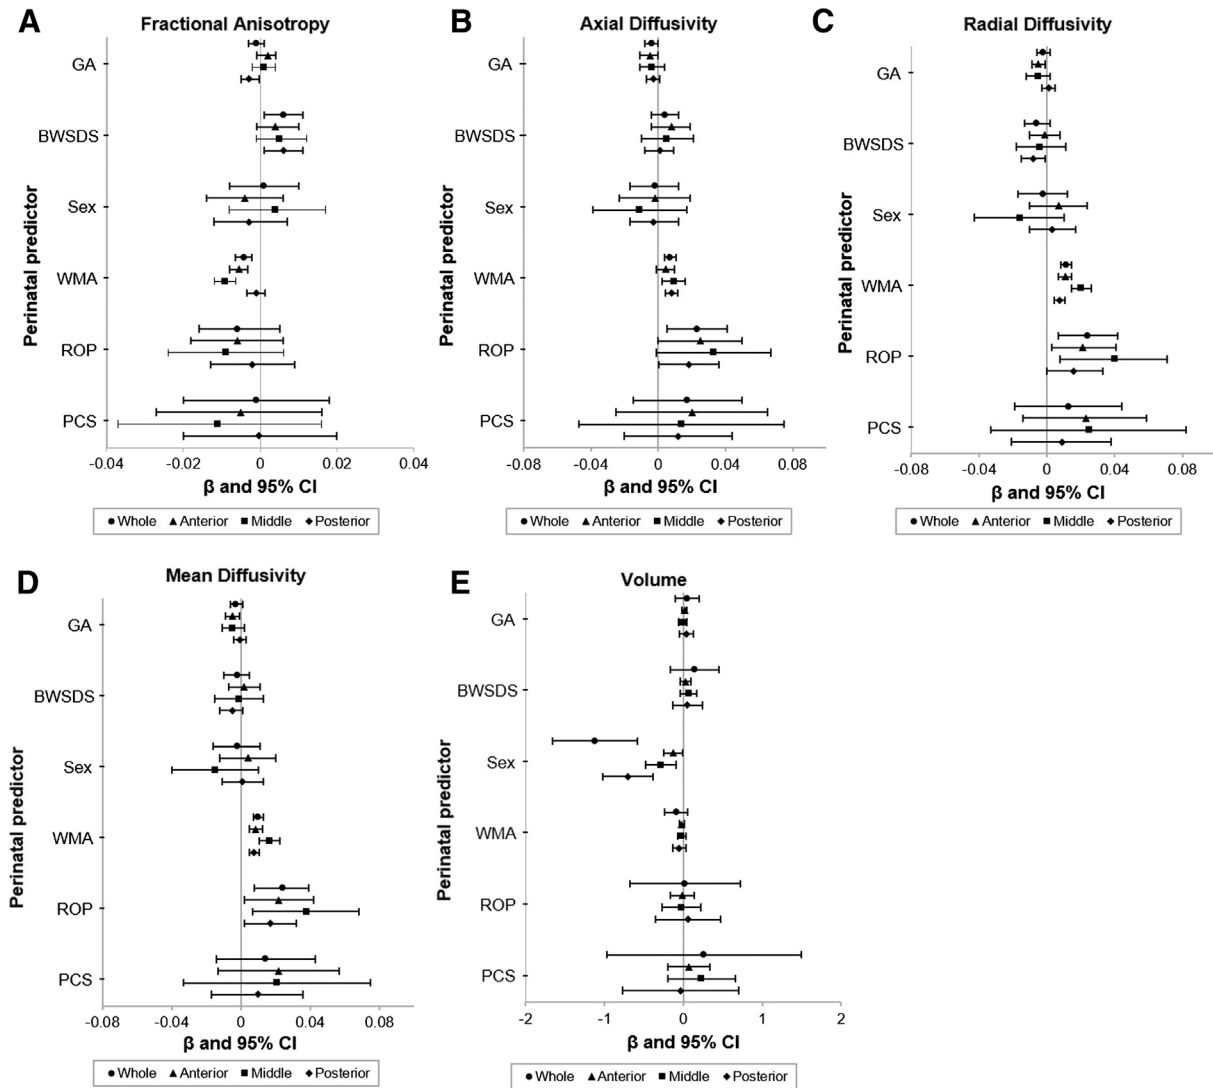 A
Fractional Anisotropy
Perinatal predictor
GA
BWSDS
Sex
WMA
ROP
PCS
-0.04 -0.02 0 0.02 0.04
β and 95% CI
● Whole ▲ Anterior ■ Middle ◆ Posterior
B
Axial Diffusivity
Perinatal predictor
GA
BWSDS
Sex
WMA
ROP
PCS
-0.08 -0.04 0 0.04 0.08
β and 95% CI
● Whole ▲ Anterior ■ Middle ◆ Posterior
C
Radial Diffusivity
Perinatal predictor
GA
BWSDS
Sex
WMA
ROP
PCS
-0.08 -0.04 0 0.04 0.08
β and 95% CI
● Whole ▲ Anterior ■ Middle ◆ Posterior
D
Mean Diffusivity
Perinatal predictor
GA
BWSDS
Sex
WMA
ROP
PCS
-0.08 -0.04 0 0.04 0.08
β and 95% CI
● Whole ▲ Anterior ■ Middle ◆ Posterior
E
Volume
Perinatal predictor
GA
BWSDS
Sex
WMA
ROP
PCS
-2 -1 0 1 2
β and 95% CI
● Whole ▲ Anterior ■ Middle ◆ Posterior